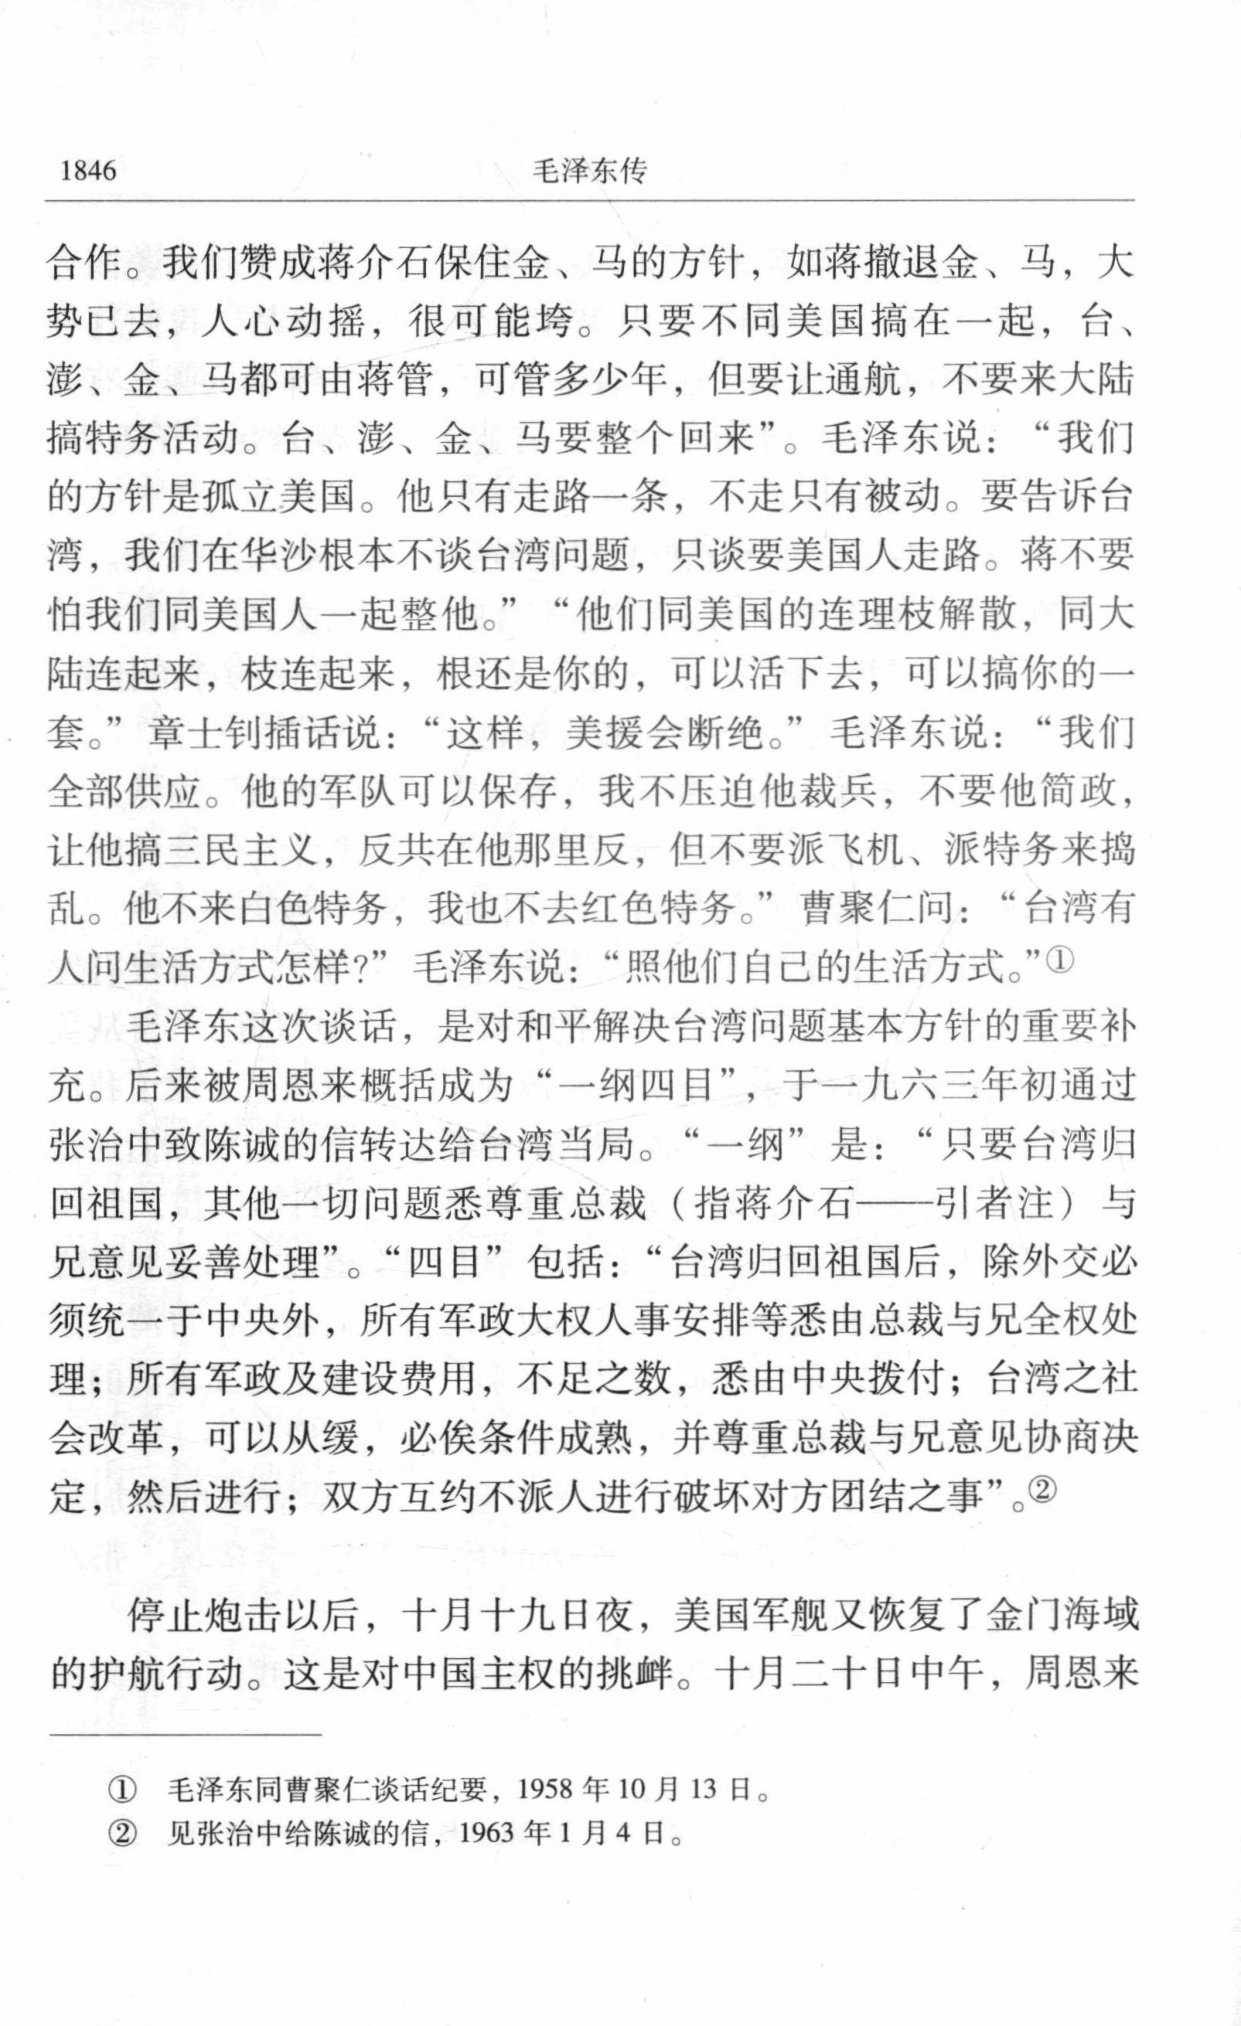 1846
毛泽东传
合作。我们赞成蒋介石保住金、马的方针，如蒋撤退金、马，大
势已去，人心动摇，很可能垮。只要不同美国搞在一起，台、
澎、金、马都可由蒋管，可管多少年，但要让通航，不要来大陆
搞特务活动。台、澎、金、马要整个回来”。毛泽东说：“我们
的方针是孤立美国。他只有走路一条，不走只有被动。要告诉台
湾，我们在华沙根本不谈台湾问题，只谈要美国人走路。蒋不要
怕我们同美国人一起整他。”“他们同美国的连理枝解散，同大
陆连起来，枝连起来，根还是你的，可以活下去，可以搞你的一
套。”章士钊插话说：“这样，美援会断绝。”毛泽东说：“我们
全部供应。他的军队可以保存，我不压迫他裁兵，不要他简政，
让他搞三民主义，反共在他那里反，但不要派飞机、派特务来捣
乱。他不来白色特务，我也不去红色特务。”曹聚仁问：“台湾有
人问生活方式怎样?”毛泽东说：“照他们自己的生活方式。”①
毛泽东这次谈话，是对和平解决台湾问题基本方针的重要补
充。后来被周恩来概括成为“一纲四目”，于一九六三年初通过
张治中致陈诚的信转达给台湾当局。“一纲”是：“只要台湾归
回祖国，其他一切问题悉尊重总裁（指蒋介石——引者注）与
兄意见妥善处理”。“四目”包括：“台湾归回祖国后，除外交必
须统一于中央外，所有军政大权人事安排等悉由总裁与兄全权处
理；所有军政及建设费用，不足之数，悉由中央拨付；台湾之社
会改革，可以从缓，必俟条件成熟，并尊重总裁与兄意见协商决
定，然后进行；双方互约不派人进行破坏对方团结之事”。②
停止炮击以后，十月十九日夜，美国军舰又恢复了金门海域
的护航行动。这是对中国主权的挑衅。十月二十日中午，周恩来
① 毛泽东同曹聚仁谈话纪要，1958 年 10 月 13 日。
② 见张治中给陈诚的信，1963 年 1 月 4 日。